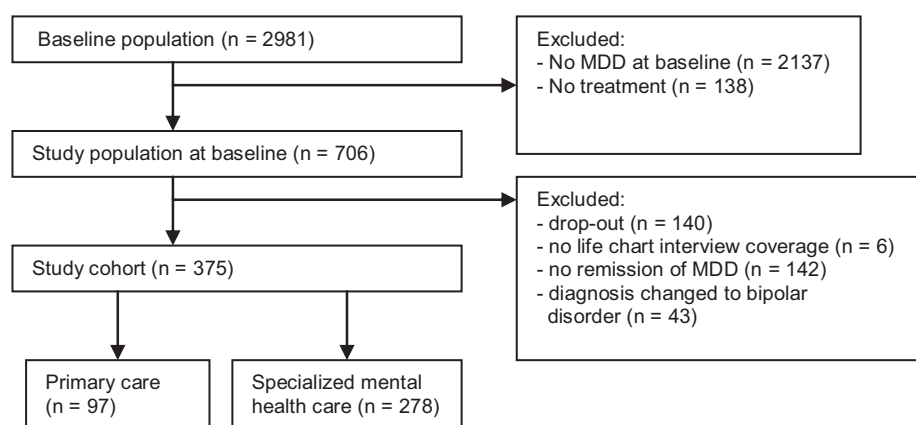 Baseline population (n = 2981)
Excluded:
- No MDD at baseline (n = 2137)
- No treatment (n = 138)
Study population at baseline (n = 706)
Excluded:
- drop-out (n = 140)
- no life chart interview coverage (n = 6)
- no remission of MDD (n = 142)
- diagnosis changed to bipolar
disorder (n = 43)
Study cohort (n = 375)
Primary care
(n = 97)
Specialized mental
health care (n = 278)